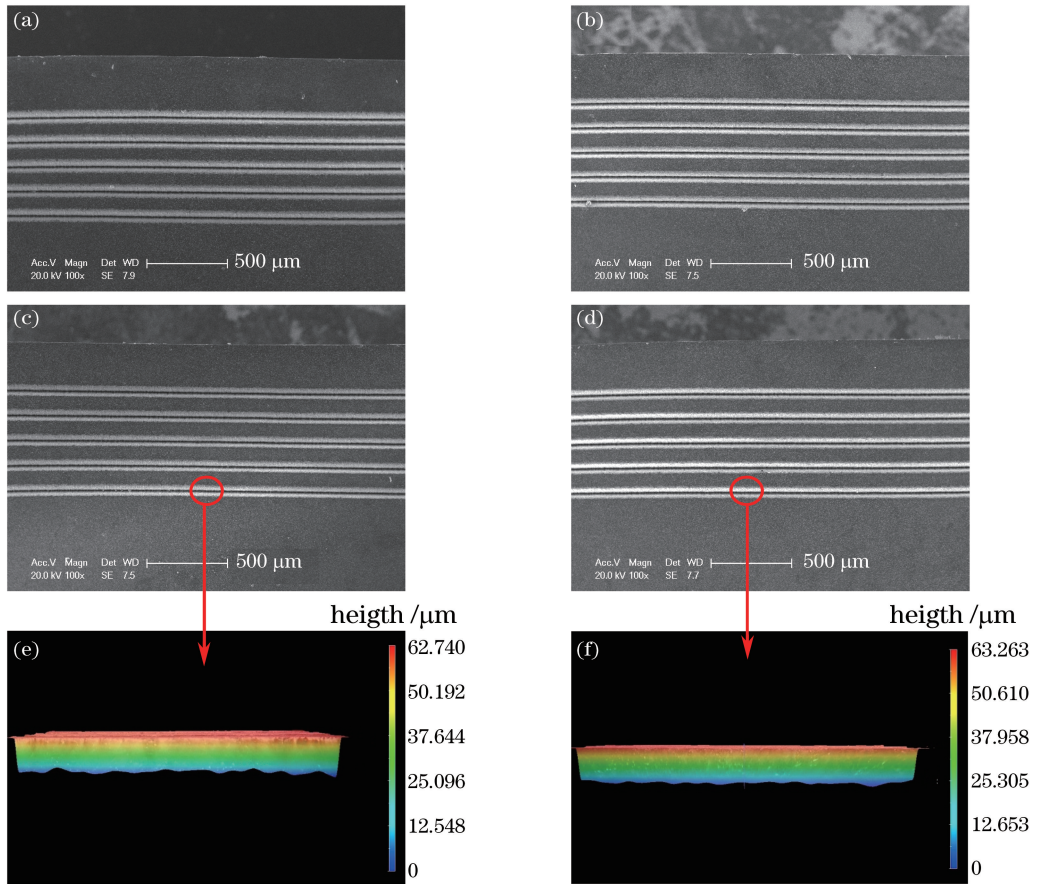 (a)
Acc.V Magn Det WD 500 μm
20.0 kV 100x SE 7.9
(b)
Acc.V Magn Det WD 500 μm
20.0 kV 100x SE 7.5
(c)
Acc.V Magn Det WD 500 μm
20.0 kV 100x SE 7.5
(d)
Acc.V Magn Det WD 500 μm
20.0 kV 100x SE 7.7
heigth /μm
(e)
62.740
50.192
37.644
25.096
12.548
0
heigth /μm
(f)
63.263
50.610
37.958
25.305
12.653
0